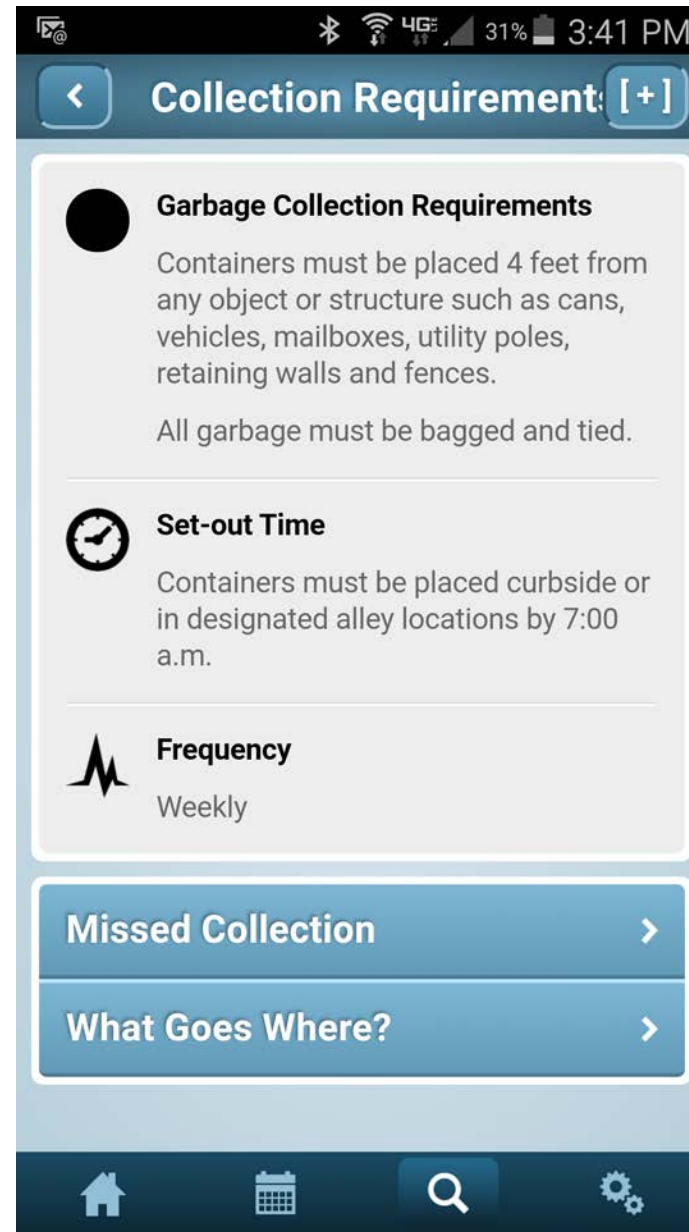 4G LTE 31% 3:41 PM
Collection Requirements [+]
Garbage Collection Requirements
Containers must be placed 4 feet from
any object or structure such as cans,
vehicles, mailboxes, utility poles,
retaining walls and fences.
All garbage must be bagged and tied.
Set-out Time
Containers must be placed curbside or
in designated alley locations by 7:00
a.m.
Frequency
Weekly
Missed Collection
What Goes Where?